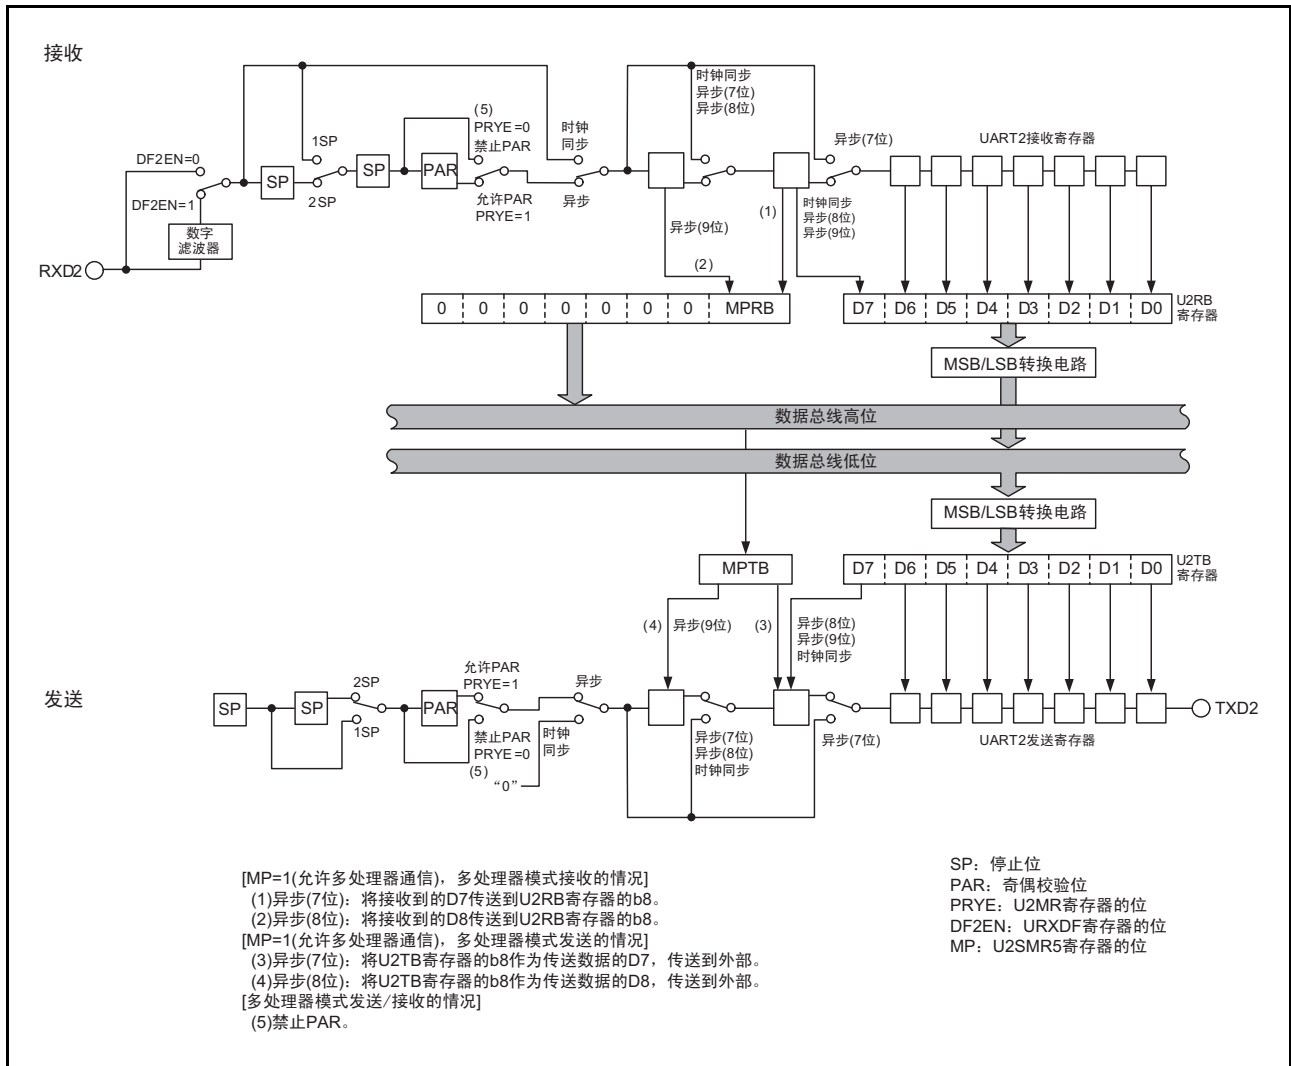 接收
时钟同步
异步(7位)
异步(8位)
(5)
PRYE=0
禁止PAR
时钟
同步
1SP
异步(7位)
UART2接收寄存器
DF2EN=0
SP
SP
PAR
2SP
允许PAR
PRYE=1
异步
DF2EN=1
数字
滤波器
(1)
时钟同步
异步(8位)
异步(9位)
异步(9位)
(2)
RXD2
0 0 0 0 0 0 0 MPRB
D7 D6 D5 D4 D3 D2 D1 D0
U2RB
寄存器
MSB/LSB转换电路
数据总线高位
数据总线低位
MSB/LSB转换电路
MPTB
D7 D6 D5 D4 D3 D2 D1 D0
U2TB
寄存器
(4)
异步(9位)
(3)
异步(8位)
异步(9位)
时钟同步
发送
允许PAR
PRYE=1
异步
2SP
SP
SP
PAR
1SP
禁止PAR
PRYE=0
(5)
时钟
同步
“0”
异步(7位)
异步(8位)
时钟同步
异步(7位)
UART2发送寄存器
TXD2
[MP=1(允许多处理器通信)，多处理器模式接收的情况]
(1)异步(7位)：将接收到的D7传送到U2RB寄存器的b8。
(2)异步(8位)：将接收到的D8传送到U2RB寄存器的b8。
[MP=1(允许多处理器通信)，多处理器模式发送的情况]
(3)异步(7位)：将U2TB寄存器的b8作为传送数据的D7，传送到外部。
(4)异步(8位)：将U2TB寄存器的b8作为传送数据的D8，传送到外部。
[多处理器模式发送/接收的情况]
(5)禁止PAR。
SP：停止位
PAR：奇偶校验位
PRYE：U2MR寄存器的位
DF2EN：URXDF寄存器的位
MP：U2SMR5寄存器的位